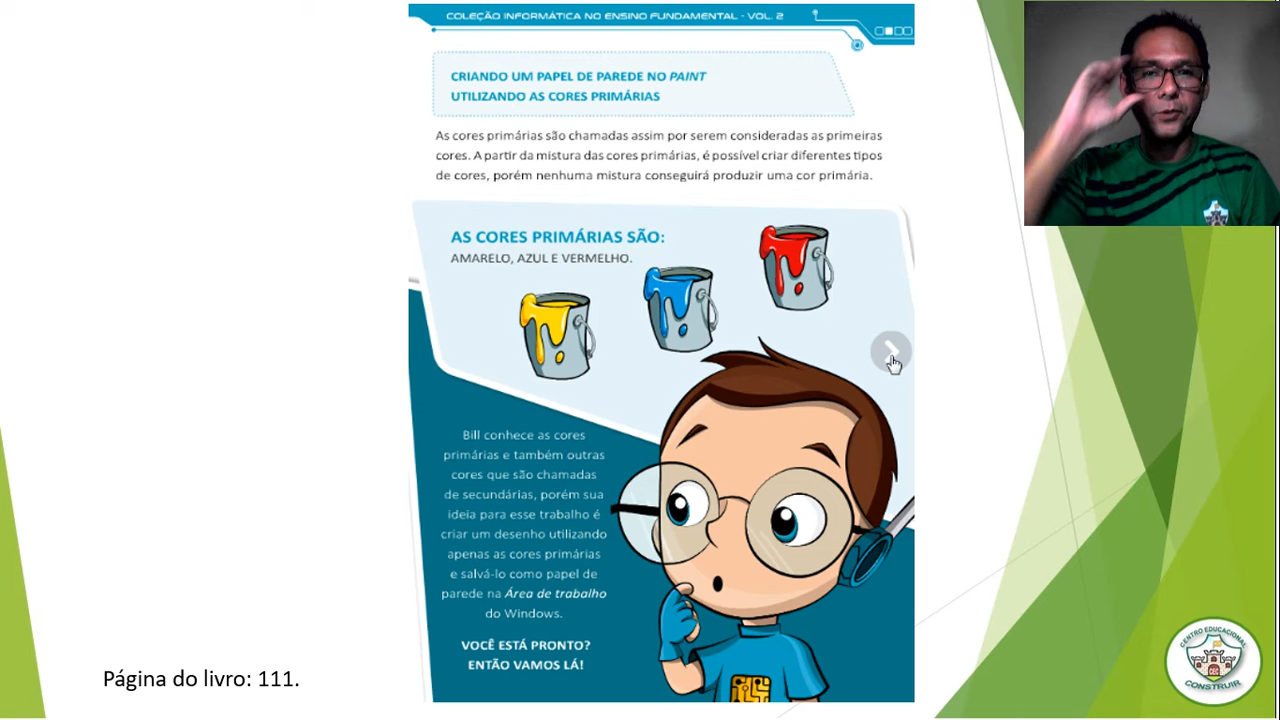 COLEÇÃO INFORMÁTICA NO ENSINO FUNDAMENTAL - VOL. 2
CRIANDO UM PAPEL DE PAREDE NO PAINT
UTILIZANDO AS CORES PRIMÁRIAS
As cores primárias são chamadas assim por serem consideradas as primeiras
cores. A partir da mistura das cores primárias, é possível criar diferentes tipos
de cores, porém nenhuma mistura conseguirá produzir uma cor primária.
AS CORES PRIMÁRIAS SÃO:
AMARELO, AZUL E VERMELHO.
Bill conhece as cores
primárias e também outras
cores que são chamadas
de secundárias, porém sua
ideia para esse trabalho é
criar um desenho utilizando
apenas as cores primárias
e salvá-lo como papel de
parede na Área de trabalho
do Windows.
VOCÊ ESTÁ PRONTO?
ENTÃO VAMOS LÁ!
Página do livro: 111.
CENTRO EDUCACIONAL
CEC
CONSTRUIR